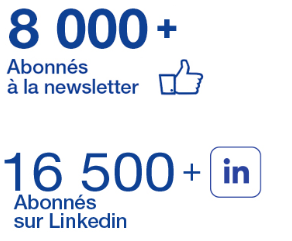 8 000+
Abonnés
à la newsletter
16 500+ in
Abonnés
sur Linkedin